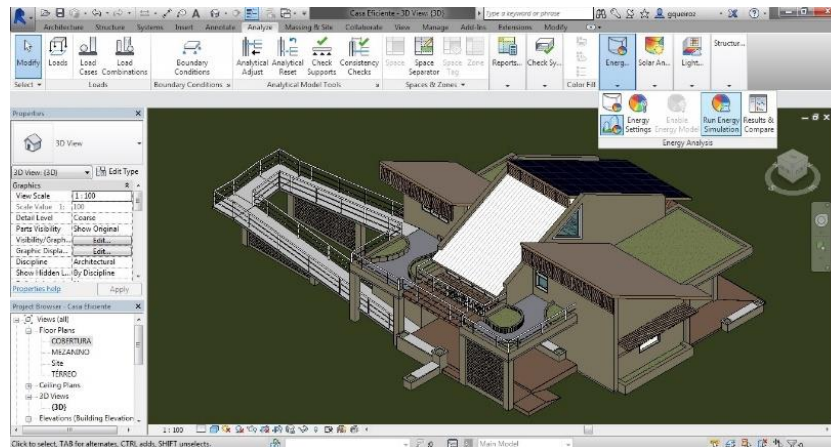 Casa Eficiente - 3D View: {3D}
Type a keyword or phrase
gqueiroz
Architecture Structure Systems Insert Annotate Analyze Massing & Site Collaborate View Manage Add-Ins Extensions Modify
Modify
Loads
Load Cases
Load Combinations
Boundary Conditions
Analytical Adjust
Analytical Reset
Check Supports
Consistency Checks
Space
Space Separator
Space Tag
Zone
Reports...
Check Sy...
Energ...
Solar An...
Light...
Structur...
Select
Loads
Boundary Conditions
Analytical Model Tools
Spaces & Zones
Color Fill
Energy Settings
Enable Energy Model
Run Energy Simulation
Results & Compare
Energy Analysis
Properties
3D View
3D View: {3D}
Edit Type
Graphics
View Scale 1 : 100
Scale Value 1: 100
Detail Level Coarse
Parts Visibility Show Original
Visibility/Graph... Edit...
Graphic Displa... Edit...
Discipline Architectural
Show Hidden L... By Discipline
Properties help
Apply
Project Browser - Casa Eficiente
Views (all)
Floor Plans
COBERTURA
MEZANINO
Site
TÉRREO
Ceiling Plans
3D Views
{3D}
Elevations (Building Elevation
1 : 100
Click to select, TAB for alternates, CTRL adds, SHIFT unselects.
:0
Main Model